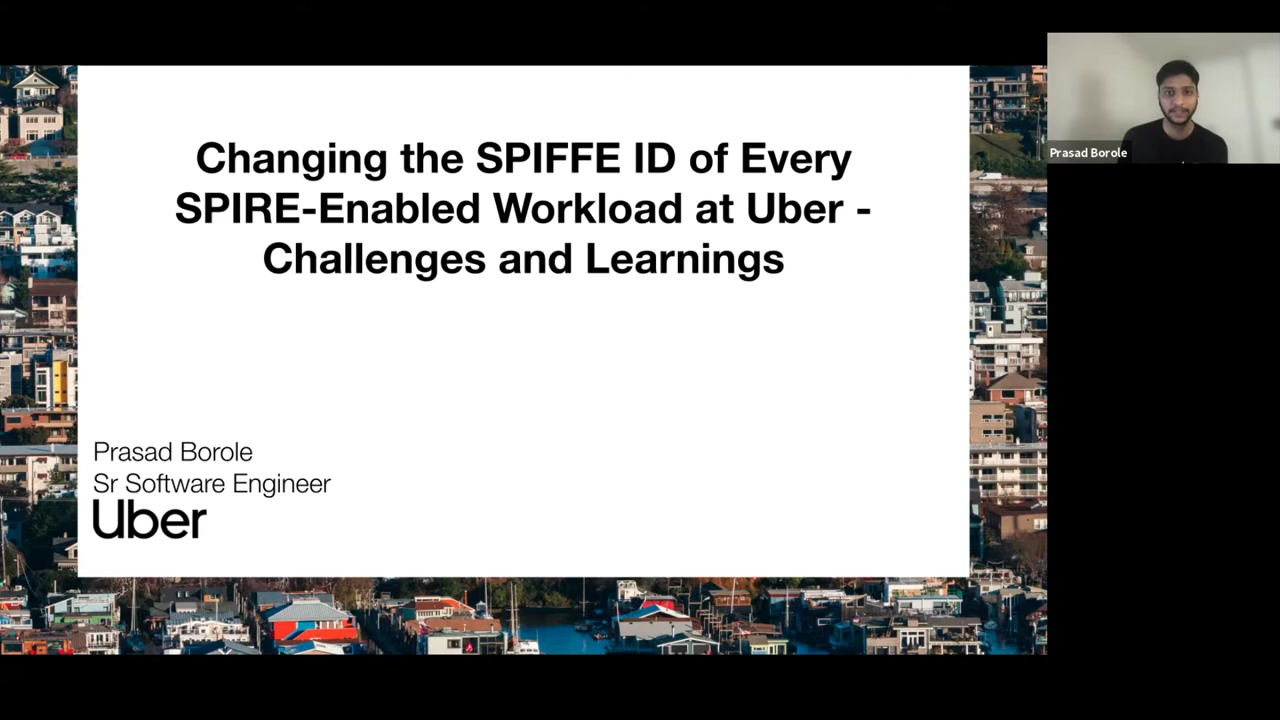 Changing the SPIFFE ID of Every
SPIRE-Enabled Workload at Uber -
Challenges and Learnings
Prasad Borole
Sr Software Engineer
Uber
Prasad Borole